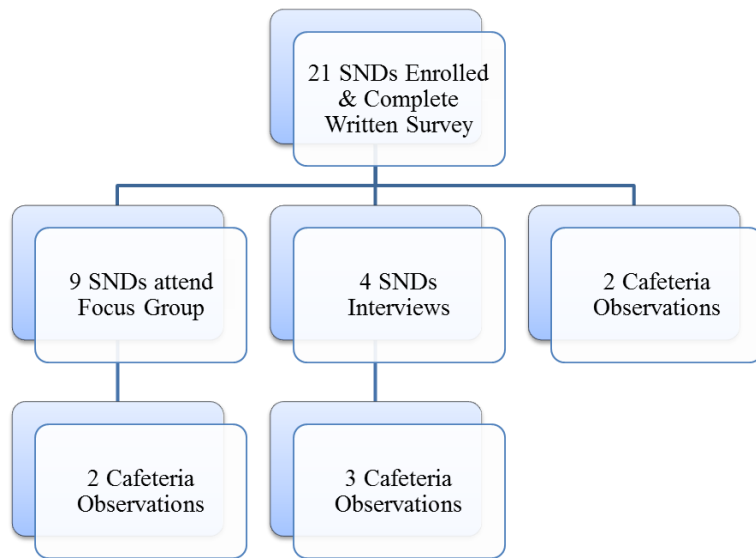 21 SNDs Enrolled
& Complete
Written Survey
9 SNDs attend
Focus Group
4 SNDs
Interviews
2 Cafeteria
Observations
2 Cafeteria
Observations
3 Cafeteria
Observations